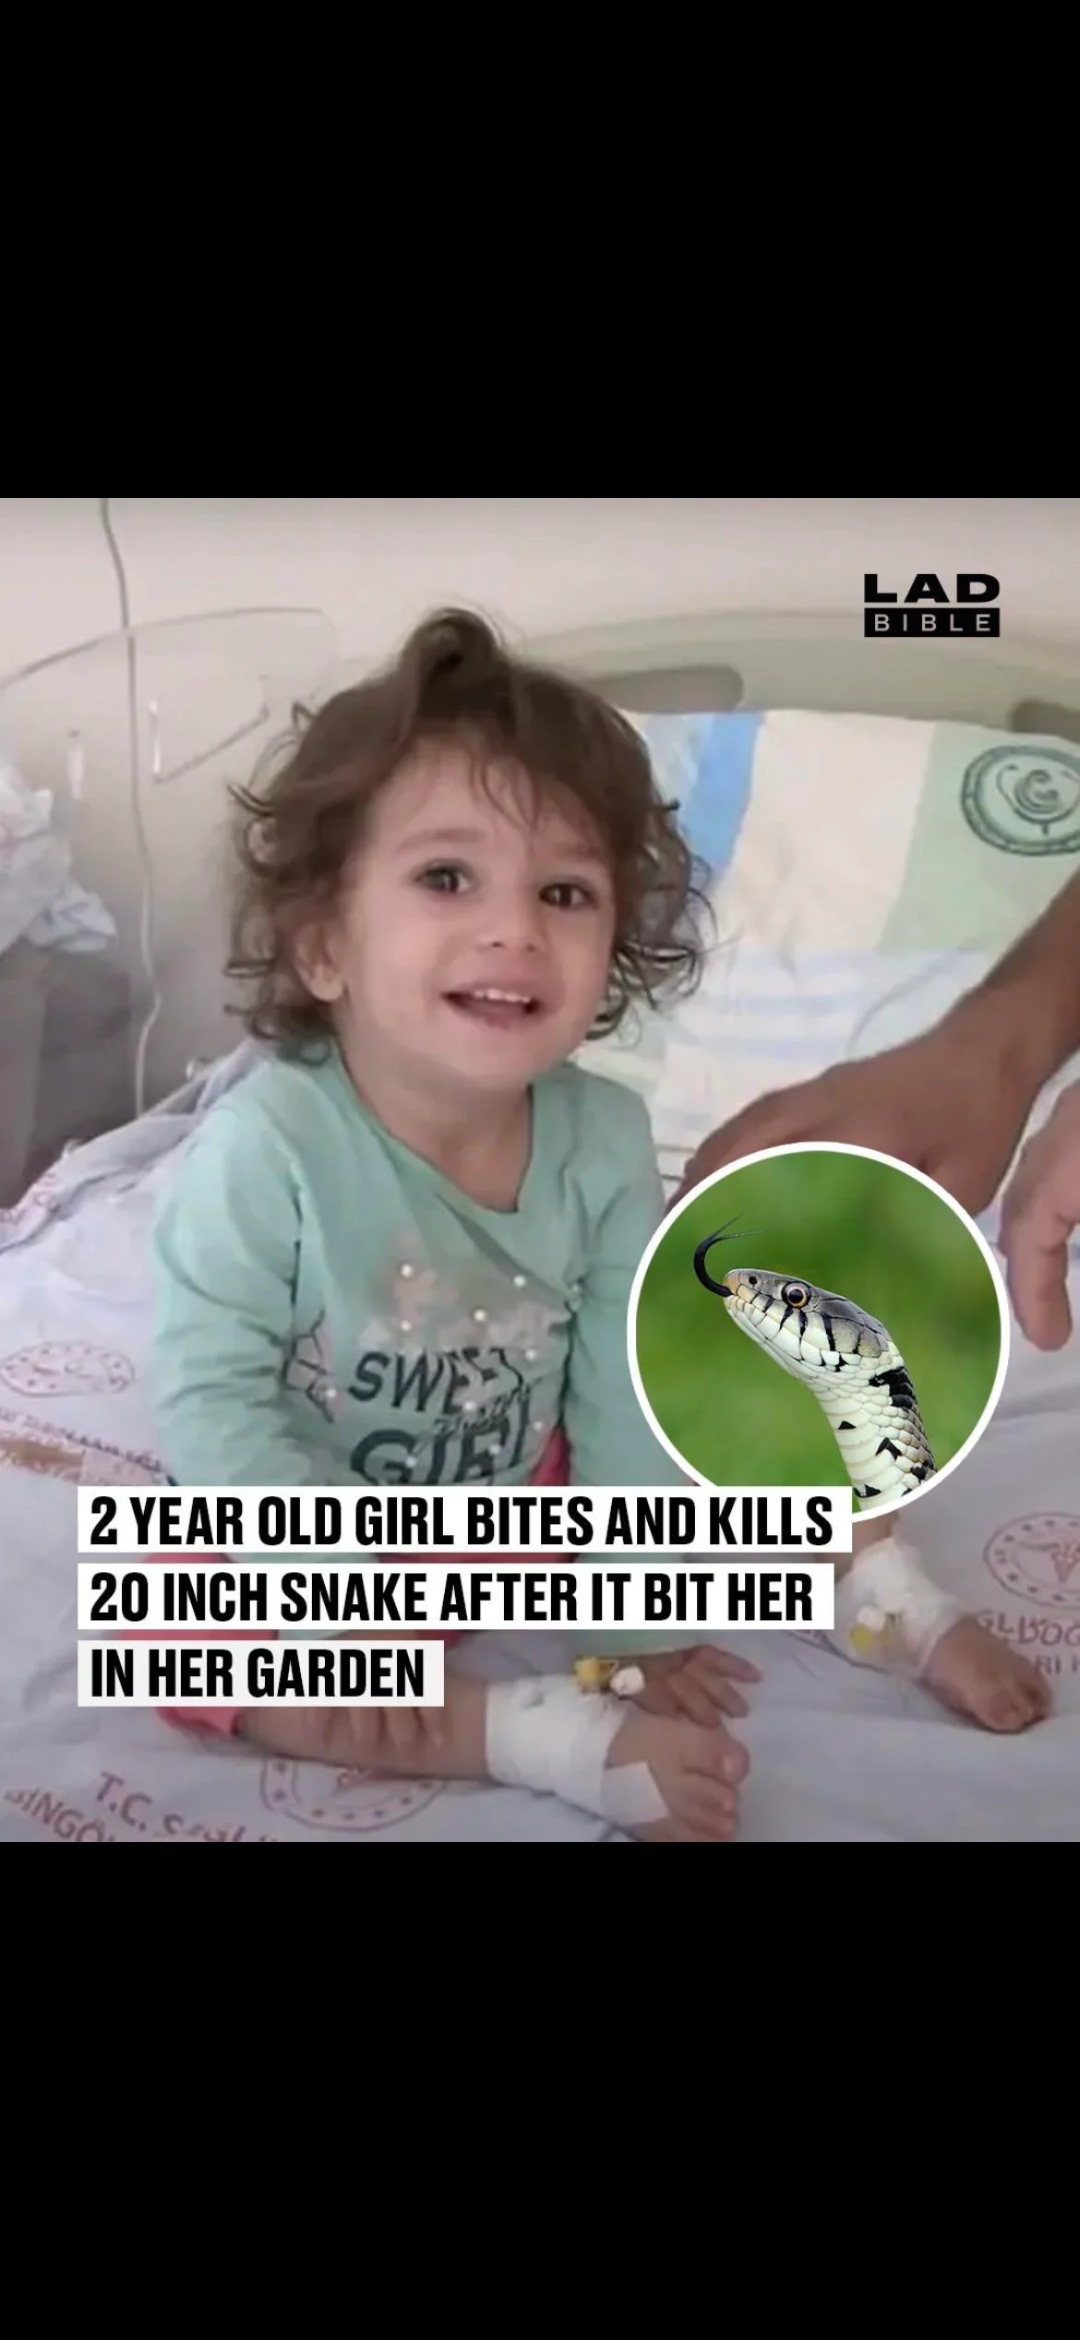 LAD
BIBLE
SWEET
GIRL
2 YEAR OLD GIRL BITES AND KILLS
20 INCH SNAKE AFTER IT BIT HER
IN HER GARDEN
T.C.